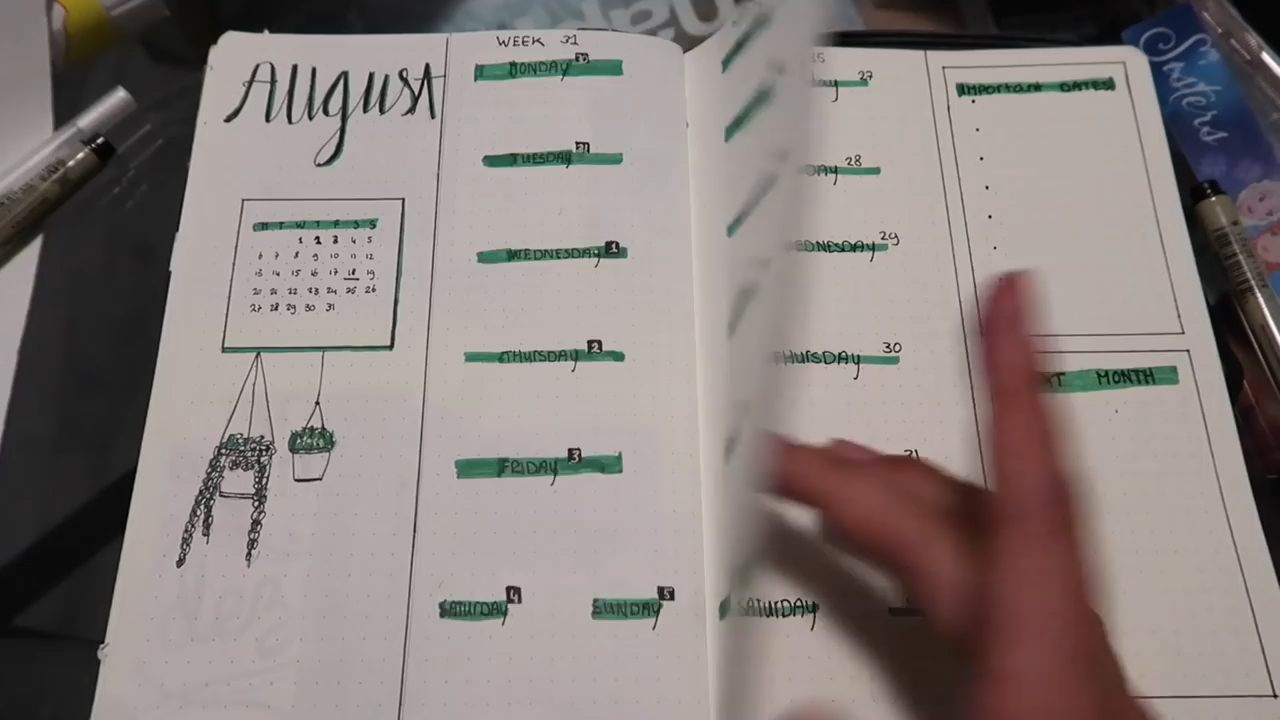 August
M T W T F S S
1 2 3 4 5
6 7 8 9 10 11 12
13 14 15 16 17 18 19
20 21 22 23 24 25 26
27 28 29 30 31
WEEK 31
MONDAY
TUESDAY 31
WEDNESDAY 1
THURSDAY 2
FRIDAY 3
SATURDAY 4
SUNDAY 5
27
28
29
THURSDAY 30
SATURDAY
Important DATES
MONTH
Sisters